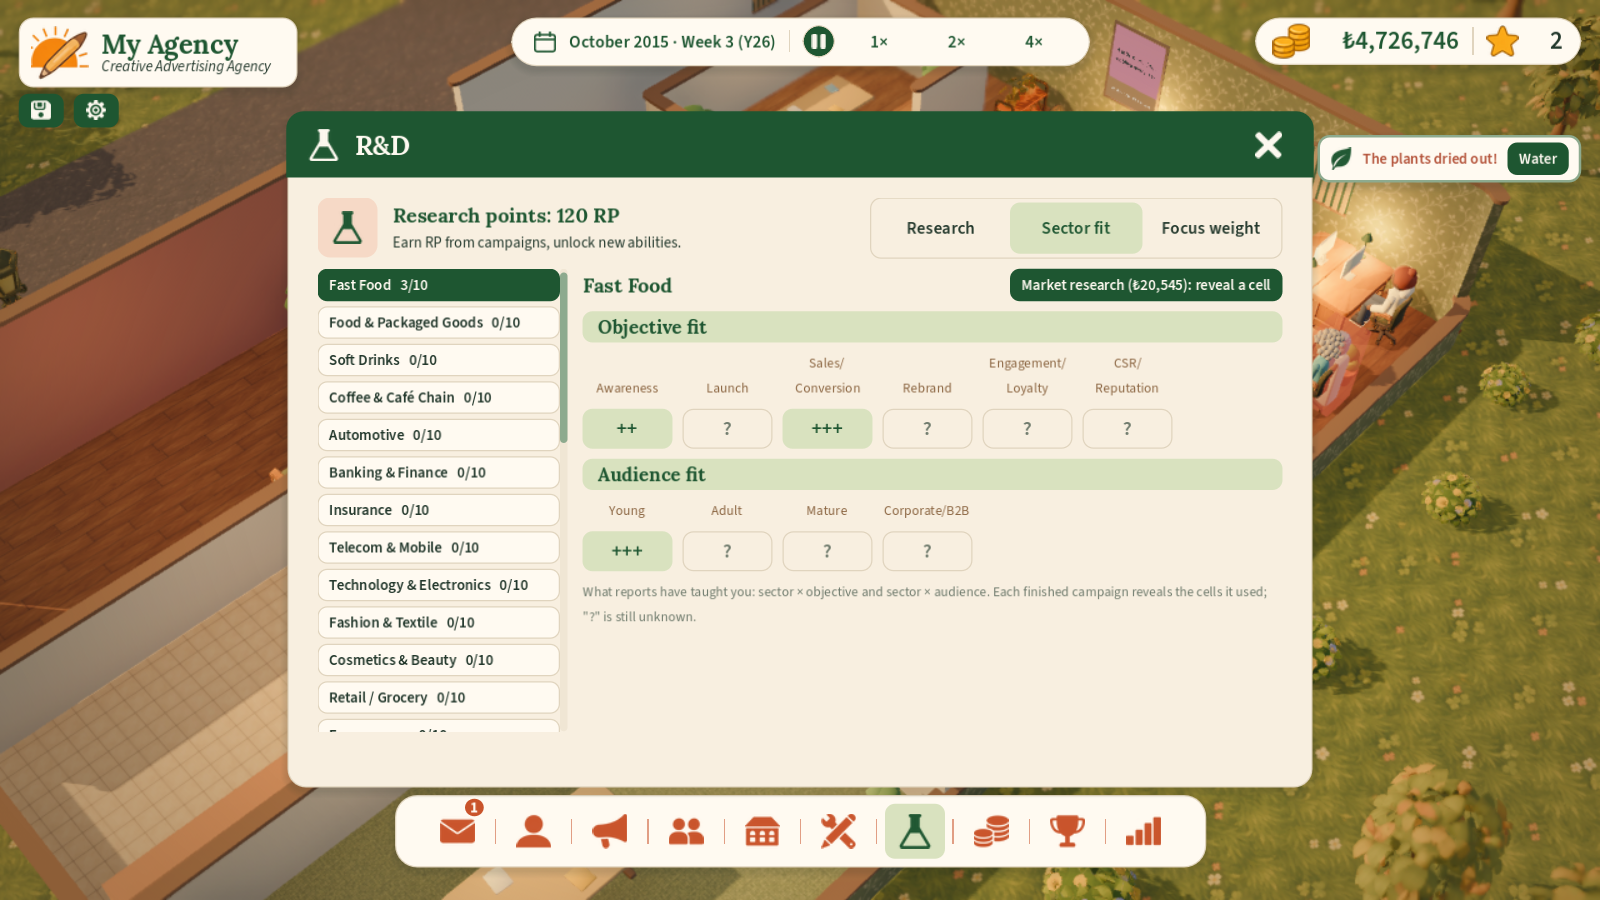 My Agency
Creative Advertising Agency
October 2015 · Week 3 (Y26)
1×
2×
4×
₺4,726,746
2
R&D
The plants dried out!
Water
Research points: 120 RP
Earn RP from campaigns, unlock new abilities.
Research
Sector fit
Focus weight
Fast Food 3/10
Food & Packaged Goods 0/10
Soft Drinks 0/10
Coffee & Café Chain 0/10
Automotive 0/10
Banking & Finance 0/10
Insurance 0/10
Telecom & Mobile 0/10
Technology & Electronics 0/10
Fashion & Textile 0/10
Cosmetics & Beauty 0/10
Retail / Grocery 0/10
Fast Food
Market research (₺20,545): reveal a cell
Objective fit
Awareness
Launch
Sales/
Conversion
Rebrand
Engagement/
Loyalty
CSR/
Reputation
++
?
+++
?
?
?
Audience fit
Young
Adult
Mature
Corporate/B2B
+++
?
?
?
What reports have taught you: sector × objective and sector × audience. Each finished campaign reveals the cells it used;
"?" is still unknown.
1